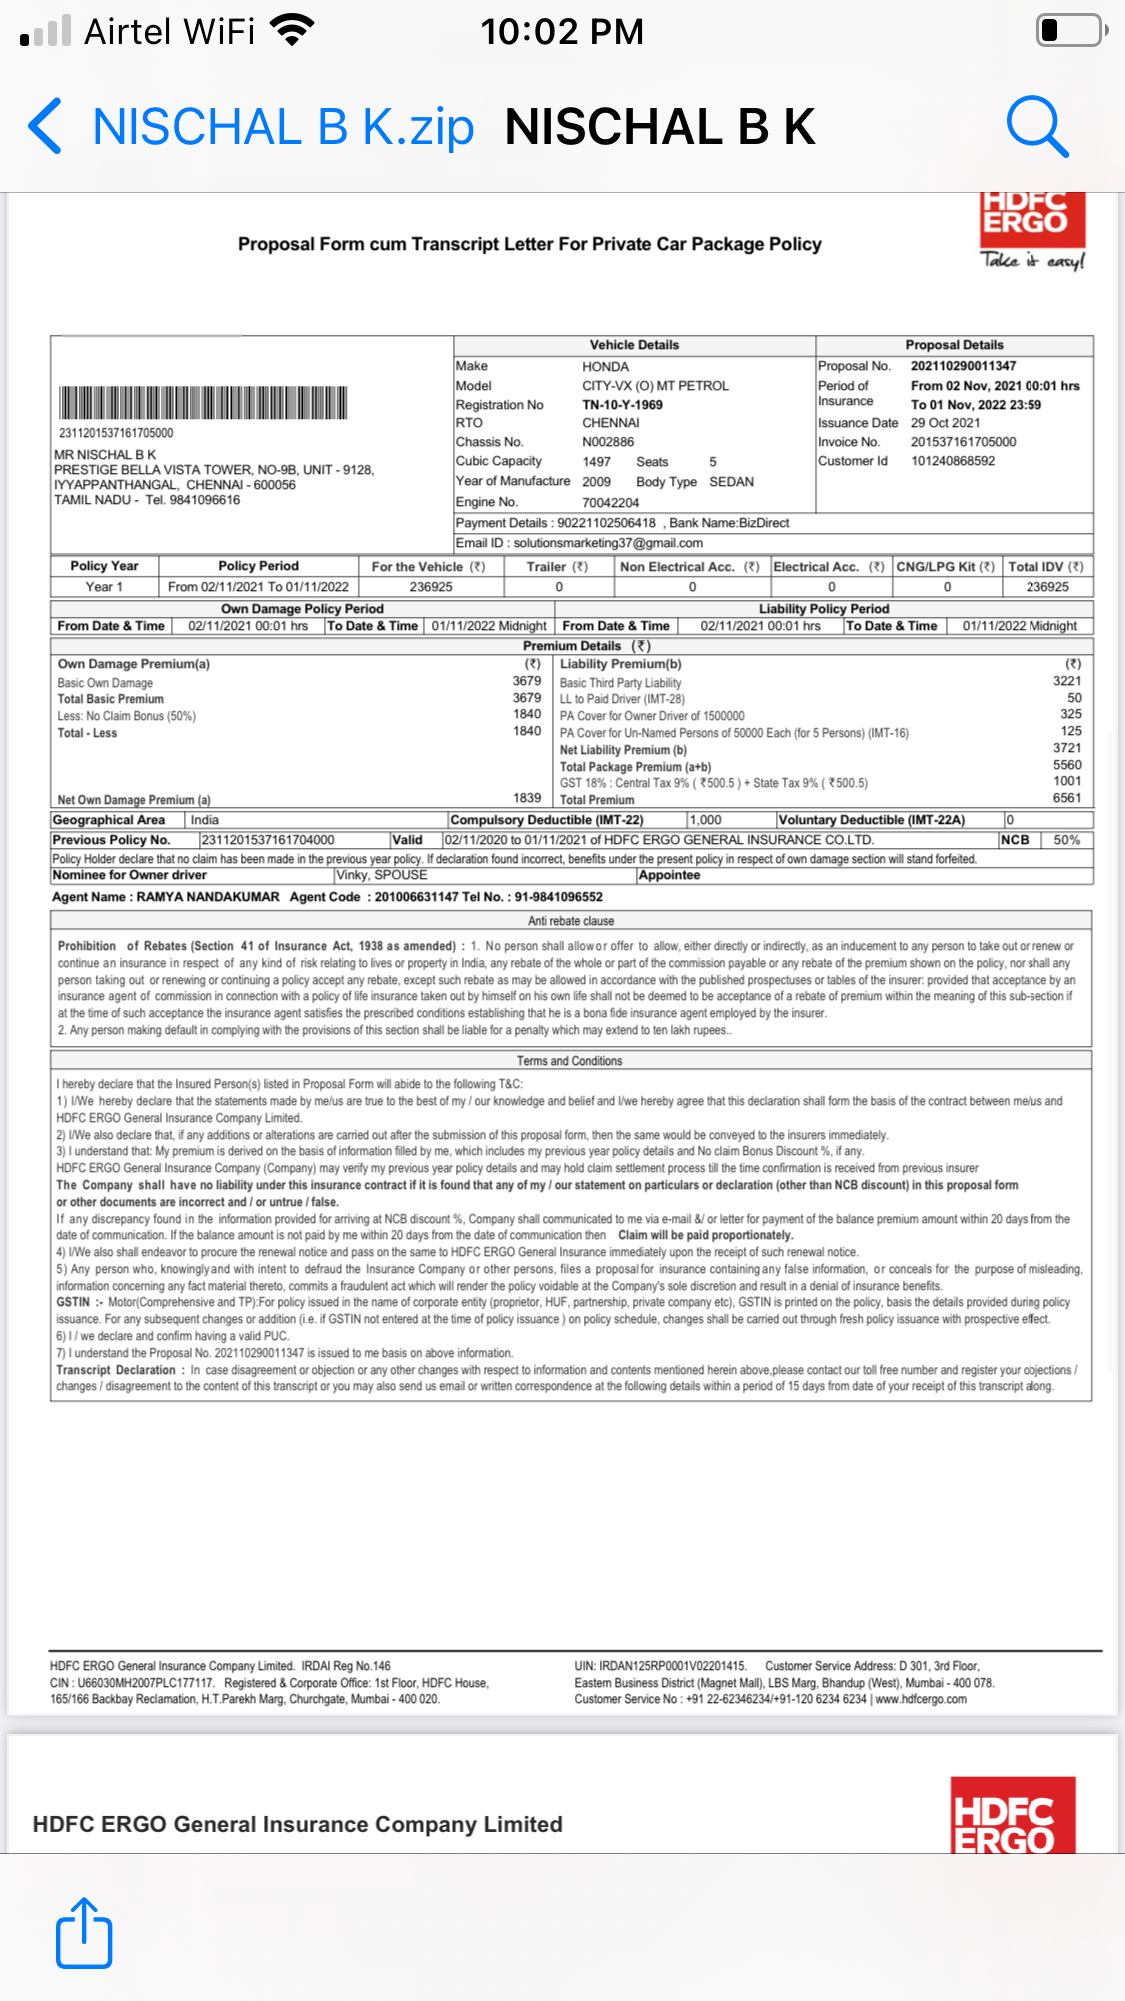 Airtel WiFi 10:02 PM
NISCHAL B K.zip NISCHAL B K
HDFC
ERGO
Take it easy!
Proposal Form cum Transcript Letter For Private Car Package Policy
2311201537161705000
MR NISCHAL B K
PRESTIGE BELLA VISTA TOWER, NO-9B, UNIT - 9128,
IYYAPPANTHANGAL, CHENNAI - 600056
TAMIL NADU - Tel. 9841096616
Vehicle Details
Make HONDA
Model CITY-VX (O) MT PETROL
Registration No TN-10-Y-1969
RTO CHENNAI
Chassis No. N002886
Cubic Capacity 1497 Seats 5
Year of Manufacture 2009 Body Type SEDAN
Engine No. 70042204
Proposal Details
Proposal No. 202110290011347
Period of Insurance From 02 Nov, 2021 00:01 hrs
To 01 Nov, 2022 23:59
Issuance Date 29 Oct 2021
Invoice No. 201537161705000
Customer Id 101240868592
Payment Details : 90221102506418 , Bank Name:BizDirect
Email ID : solutionsmarketing37@gmail.com
Policy Year Policy Period For the Vehicle (₹) Trailer (₹) Non Electrical Acc. (₹) Electrical Acc. (₹) CNG/LPG Kit (₹) Total IDV (₹)
Year 1 From 02/11/2021 To 01/11/2022 236925 0 0 0 0 236925
Own Damage Policy Period Liability Policy Period
From Date & Time 02/11/2021 00:01 hrs To Date & Time 01/11/2022 Midnight From Date & Time 02/11/2021 00:01 hrs To Date & Time 01/11/2022 Midnight
Premium Details (₹)
Own Damage Premium(a) (₹)
Basic Own Damage 3679
Total Basic Premium 3679
Less: No Claim Bonus (50%) 1840
Total - Less 1840
Net Own Damage Premium (a) 1839
Liability Premium(b) (₹)
Basic Third Party Liability 3221
LL to Paid Driver (IMT-28) 50
PA Cover for Owner Driver of 1500000 325
PA Cover for Un-Named Persons of 50000 Each (for 5 Persons) (IMT-16) 125
Net Liability Premium (b) 3721
Total Package Premium (a+b) 5560
GST 18% : Central Tax 9% ( ₹500.5 ) + State Tax 9% ( ₹500.5) 1001
Total Premium 6561
Geographical Area India Compulsory Deductible (IMT-22) 1,000 Voluntary Deductible (IMT-22A) 0
Previous Policy No. 2311201537161704000 Valid 02/11/2020 to 01/11/2021 of HDFC ERGO GENERAL INSURANCE CO.LTD. NCB 50%
Policy Holder declare that no claim has been made in the previous year policy. If declaration found incorrect, benefits under the present policy in respect of own damage section will stand forfeited.
Nominee for Owner driver Vinky, SPOUSE Appointee
Agent Name : RAMYA NANDAKUMAR Agent Code : 201006631147 Tel No. : 91-9841096552
Anti rebate clause
Prohibition of Rebates (Section 41 of Insurance Act, 1938 as amended) : 1. No person shall allow or offer to allow, either directly or indirectly, as an inducement to any person to take out or renew or
continue an insurance in respect of any kind of risk relating to lives or property in India, any rebate of the whole or part of the commission payable or any rebate of the premium shown on the policy, nor shall any
person taking out or renewing or continuing a policy accept any rebate, except such rebate as may be allowed in accordance with the published prospectuses or tables of the insurer: provided that acceptance by an
insurance agent of commission in connection with a policy of life insurance taken out by himself on his own life shall not be deemed to be acceptance of a rebate of premium within the meaning of this sub-section if
at the time of such acceptance the insurance agent satisfies the prescribed conditions establishing that he is a bona fide insurance agent employed by the insurer.
2. Any person making default in complying with the provisions of this section shall be liable for a penalty which may extend to ten lakh rupees..
Terms and Conditions
I hereby declare that the Insured Person(s) listed in Proposal Form will abide to the following T&C:
1) I/We hereby declare that the statements made by me/us are true to the best of my / our knowledge and belief and I/we hereby agree that this declaration shall form the basis of the contract between me/us and
HDFC ERGO General Insurance Company Limited.
2) I/We also declare that, if any additions or alterations are carried out after the submission of this proposal form, then the same would be conveyed to the insurers immediately.
3) I understand that: My premium is derived on the basis of information filled by me, which includes my previous year policy details and No claim Bonus Discount %, if any.
HDFC ERGO General Insurance Company (Company) may verify my previous year policy details and may hold claim settlement process till the time confirmation is received from previous insurer
The Company shall have no liability under this insurance contract if it is found that any of my / our statement on particulars or declaration (other than NCB discount) in this proposal form
or other documents are incorrect and / or untrue / false.
If any discrepancy found in the information provided for arriving at NCB discount %, Company shall communicated to me via e-mail &/ or letter for payment of the balance premium amount within 20 days from the
date of communication. If the balance amount is not paid by me within 20 days from the date of communication then Claim will be paid proportionately.
4) I/We also shall endeavor to procure the renewal notice and pass on the same to HDFC ERGO General Insurance immediately upon the receipt of such renewal notice.
5) Any person who, knowingly and with intent to defraud the Insurance Company or other persons, files a proposal for insurance containing any false information, or conceals for the purpose of misleading,
information concerning any fact material thereto, commits a fraudulent act which will render the policy voidable at the Company's sole discretion and result in a denial of insurance benefits.
GSTIN :- Motor(Comprehensive and TP):For policy issued in the name of corporate entity (proprietor, HUF, partnership, private company etc), GSTIN is printed on the policy, basis the details provided during policy
issuance. For any subsequent changes or addition (i.e. if GSTIN not entered at the time of policy issuance ) on policy schedule, changes shall be carried out through fresh policy issuance with prospective effect.
6) I / we declare and confirm having a valid PUC.
7) I understand the Proposal No. 202110290011347 is issued to me basis on above information.
Transcript Declaration : In case disagreement or objection or any other changes with respect to information and contents mentioned herein above,please contact our toll free number and register your objections /
changes / disagreement to the content of this transcript or you may also send us email or written correspondence at the following details within a period of 15 days from date of your receipt of this transcript along.
HDFC ERGO General Insurance Company Limited. IRDAI Reg No.146
CIN : U66030MH2007PLC177117. Registered & Corporate Office: 1st Floor, HDFC House,
165/166 Backbay Reclamation, H.T.Parekh Marg, Churchgate, Mumbai - 400 020.
UIN: IRDAN125RP0001V02201415. Customer Service Address: D 301, 3rd Floor,
Eastern Business District (Magnet Mall), LBS Marg, Bhandup (West), Mumbai - 400 078.
Customer Service No : +91 22-62346234/+91-120 6234 6234 | www.hdfcergo.com
HDFC ERGO General Insurance Company Limited
HDFC
ERGO